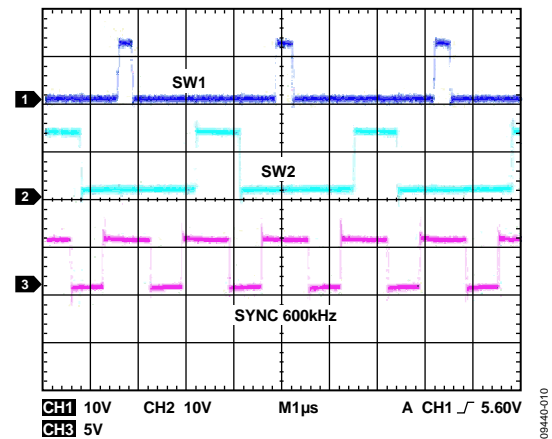 SW1
1
SW2
2
3
SYNC 600kHz
CH1 10V CH2 10V M1µs A CH1 5.60V
CH3 5V
09440-010